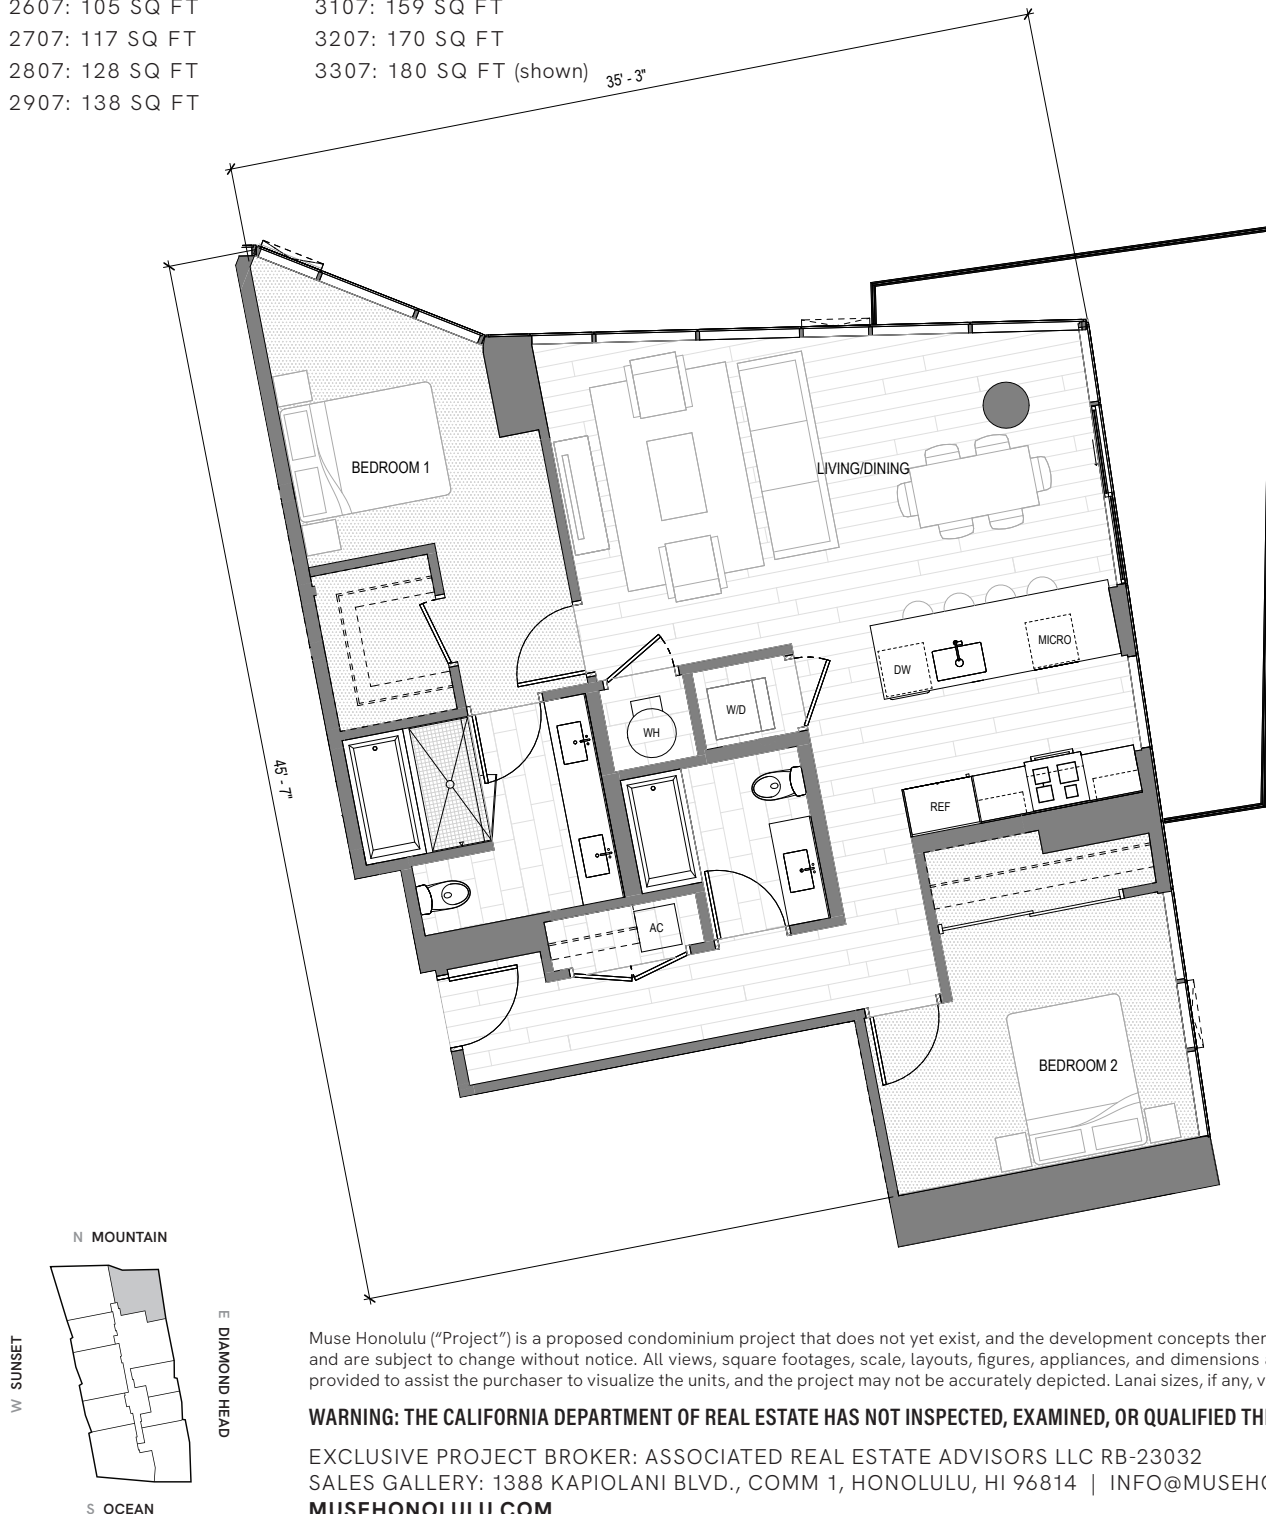 2607: 105 SQ FT
2707: 117 SQ FT
2807: 128 SQ FT
2907: 138 SQ FT
3107: 159 SQ FT
3207: 170 SQ FT
3307: 180 SQ FT (shown)
35' - 3"
BEDROOM 1
LIVING/DINING
MICRO
DW
W/D
WH
45' - 7"
REF
AC
BEDROOM 2
N MOUNTAIN
E DIAMOND HEAD
W SUNSET
S OCEAN
Muse Honolulu (“Project”) is a proposed condominium project that does not yet exist, and the development concepts
and are subject to change without notice. All views, square footages, scale, layouts, figures, appliances, and dimensions
provided to assist the purchaser to visualize the units, and the project may not be accurately depicted. Lanai sizes, if any,
WARNING: THE CALIFORNIA DEPARTMENT OF REAL ESTATE HAS NOT INSPECTED, EXAMINED, OR QUALIFIED
EXCLUSIVE PROJECT BROKER: ASSOCIATED REAL ESTATE ADVISORS LLC RB-23032
SALES GALLERY: 1388 KAPIOLANI BLVD., COMM 1, HONOLULU, HI 96814 | INFO@MUSEHO
MUSEHONOLULU.COM